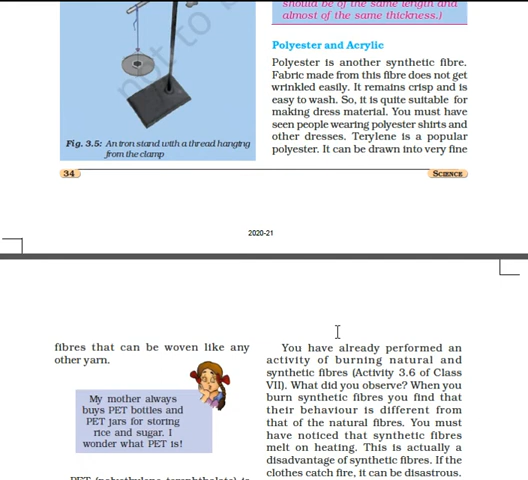 should be of the same length and
almost of the same thickness.)
Polyester and Acrylic
Polyester is another synthetic fibre.
Fabric made from this fibre does not get
wrinkled easily. It remains crisp and is
easy to wash. So, it is quite suitable for
making dress material. You must have
seen people wearing polyester shirts and
other dresses. Terylene is a popular
polyester. It can be drawn into very fine
not to b
Fig. 3.5: An iron stand with a thread hanging
from the clamp
34
SCIENCE
2020-21
fibres that can be woven like any
other yarn.
My mother always
buys PET bottles and
PET jars for storing
rice and sugar. I
wonder what PET is!
You have already performed an
activity of burning natural and
synthetic fibres (Activity 3.6 of Class
VII). What did you observe? When you
burn synthetic fibres you find that
their behaviour is different from
that of the natural fibres. You must
have noticed that synthetic fibres
melt on heating. This is actually a
disadvantage of synthetic fibres. If the
clothes catch fire, it can be disastrous.